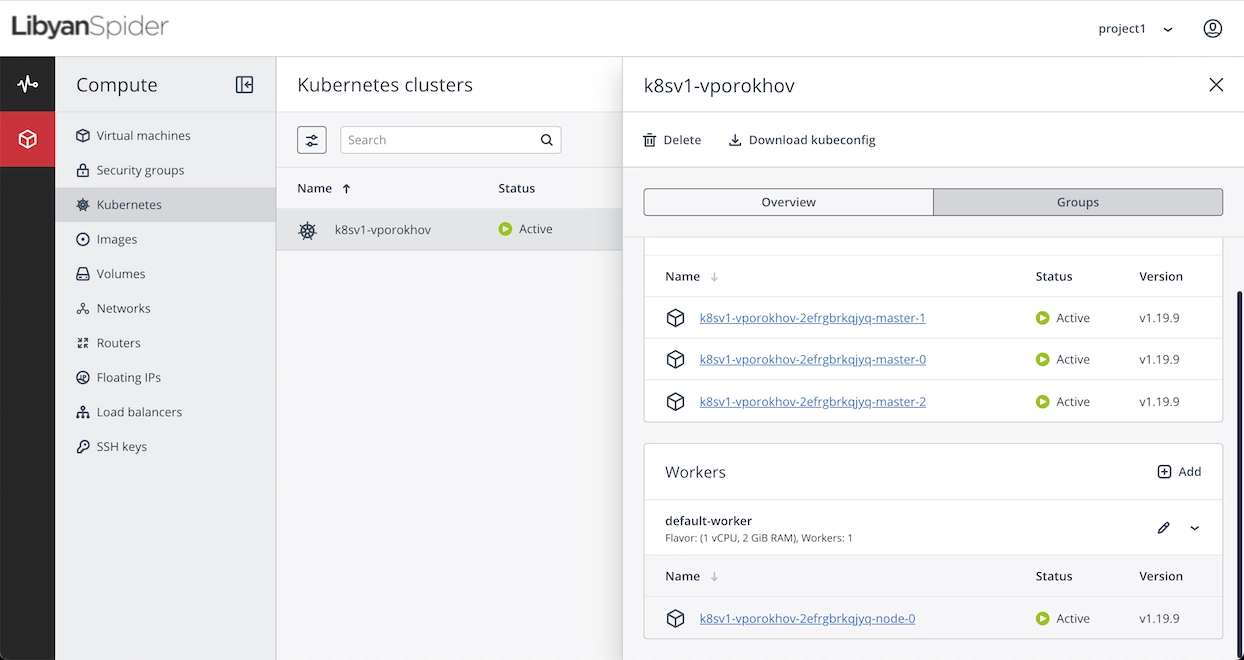 LibyanSpider
project1
Compute
Virtual machines
Security groups
Kubernetes
Images
Volumes
Networks
Routers
Floating IPs
Load balancers
SSH keys
Kubernetes clusters
Search
Name Status
k8sv1-vporokhov Active
k8sv1-vporokhov
Delete Download kubeconfig
Overview Groups
Name Status Version
k8sv1-vporokhov-2efrgbrkqjyq-master-1 Active v1.19.9
k8sv1-vporokhov-2efrgbrkqjyq-master-0 Active v1.19.9
k8sv1-vporokhov-2efrgbrkqjyq-master-2 Active v1.19.9
Workers Add
default-worker
Flavor: (1 vCPU, 2 GiB RAM), Workers: 1
Name Status Version
k8sv1-vporokhov-2efrgbrkqjyq-node-0 Active v1.19.9